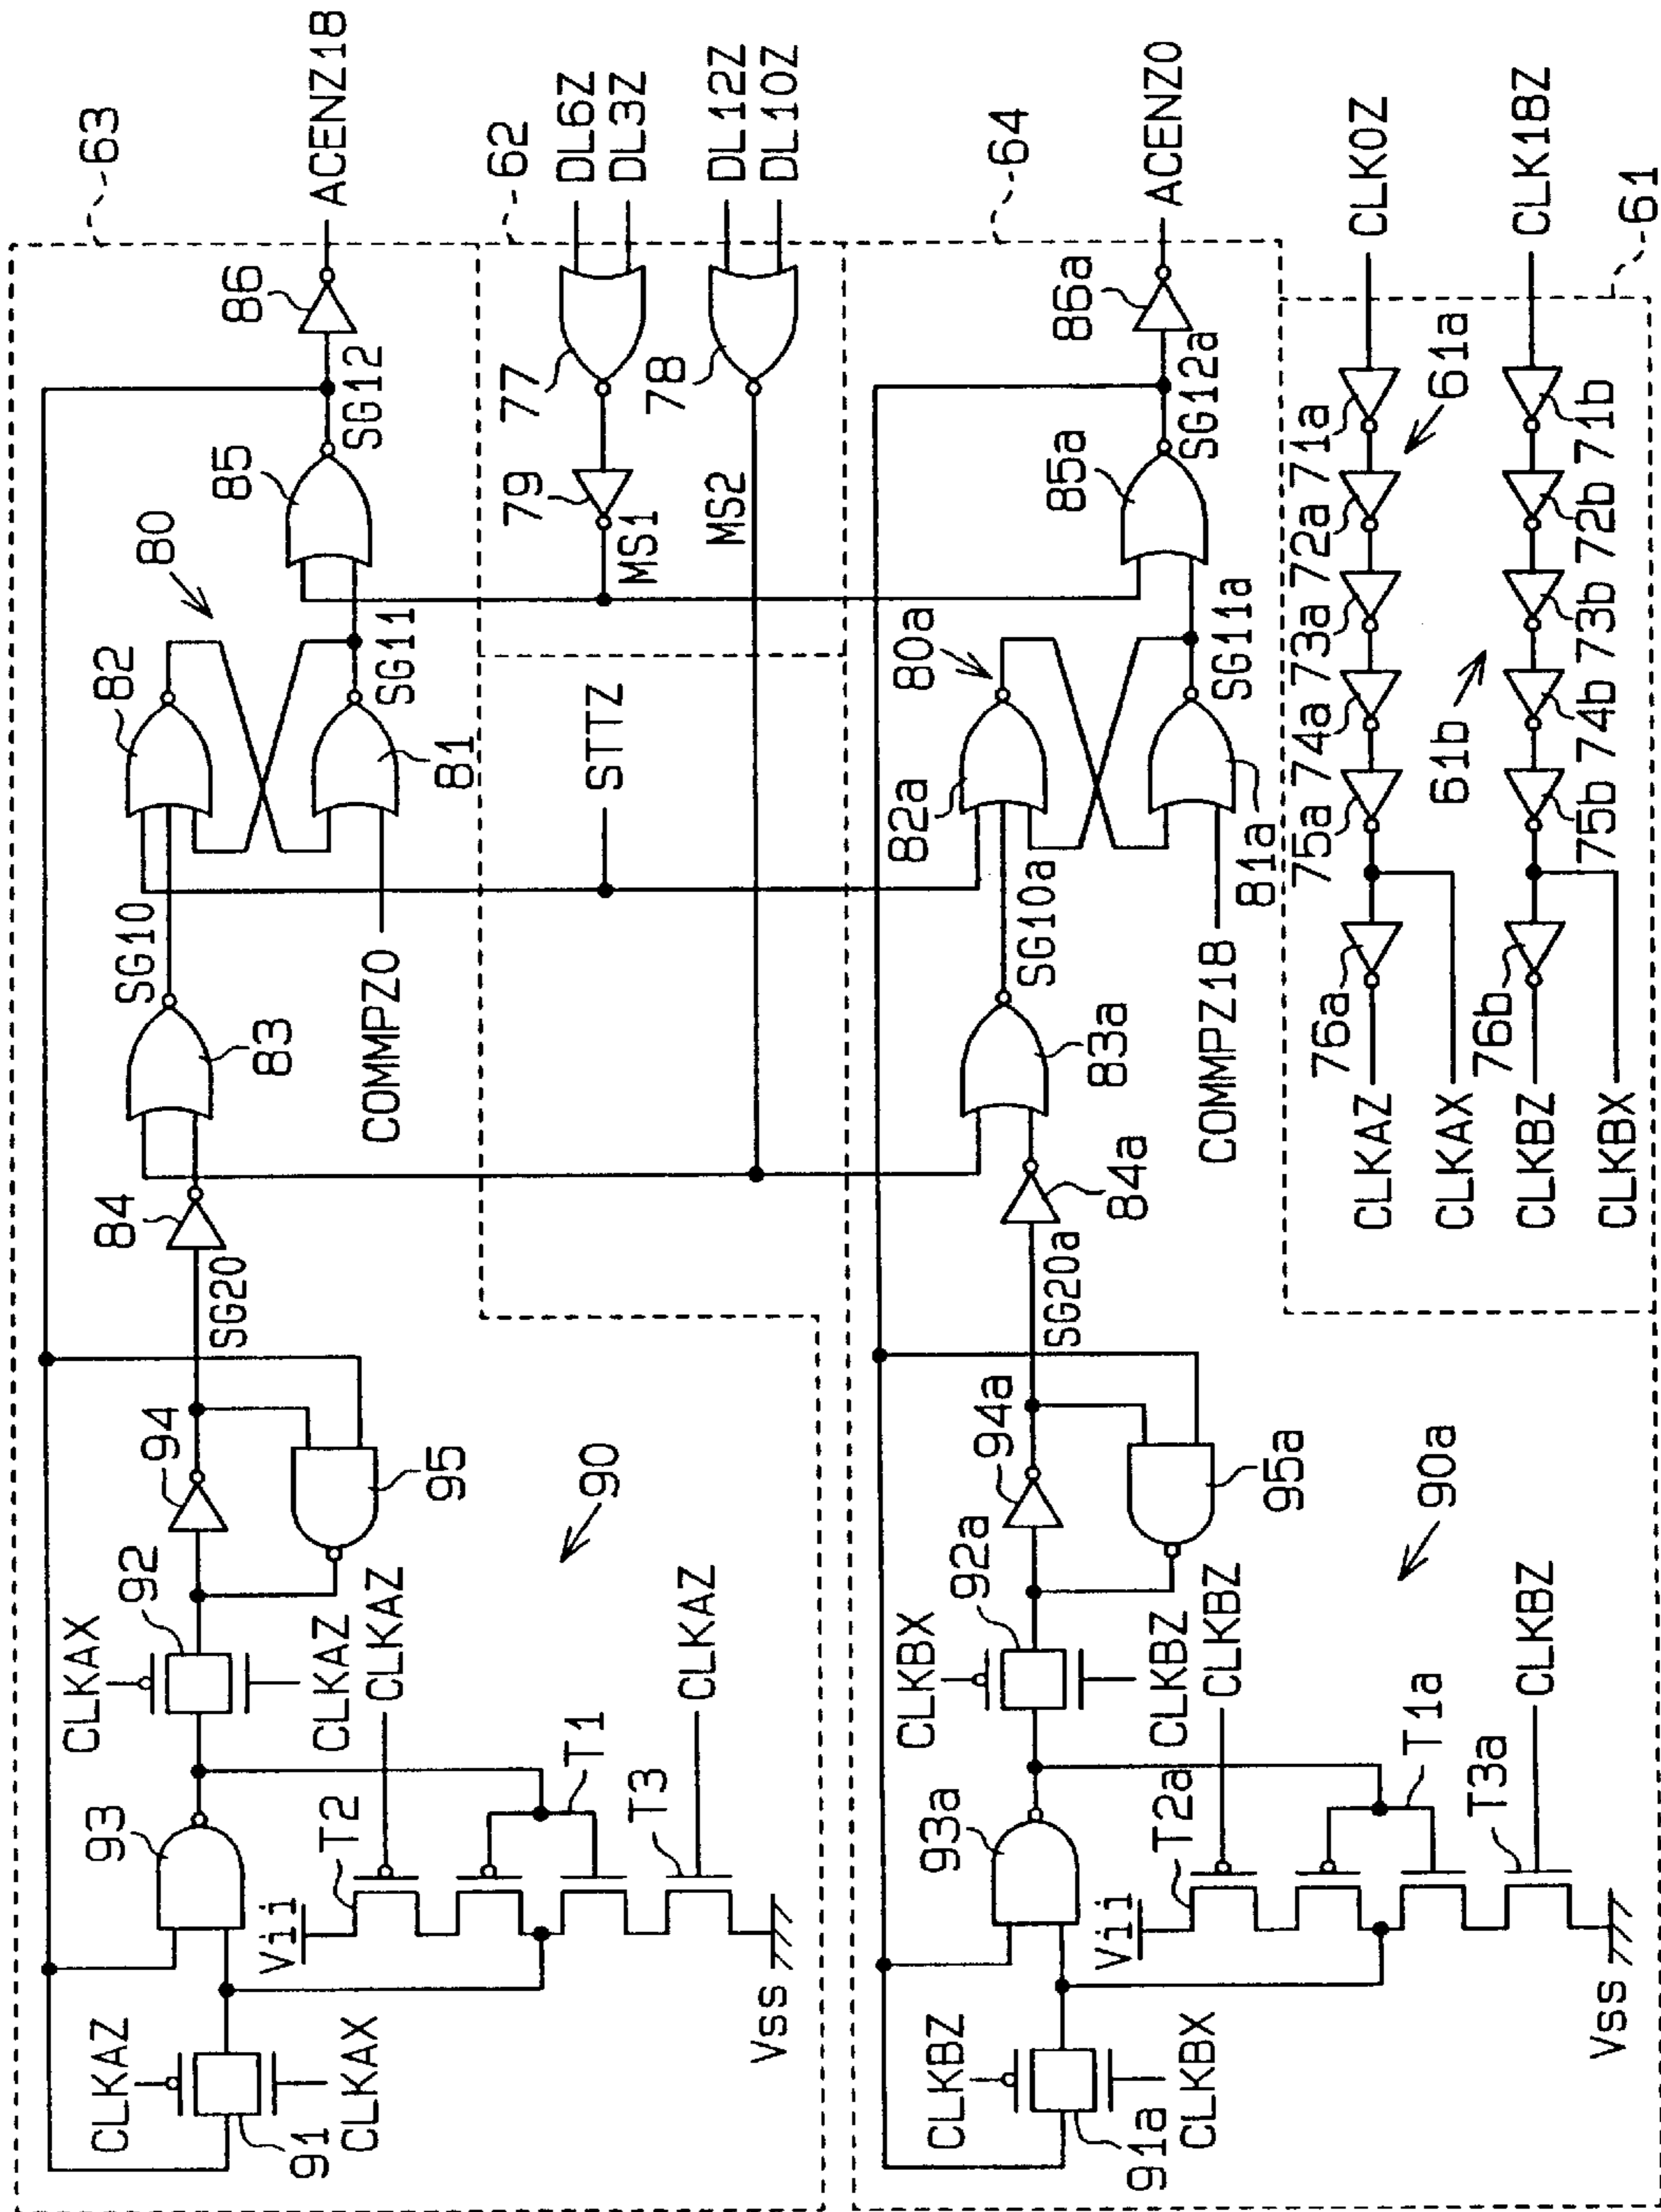 63
ACENZ18
86
SG12
85
80
82
SG11
81
SG10
83
COMMPZ0
84
SG20
94
95
92
CLKAX
CLKAZ
CLKAZ
90
93
T2
T1
T3
CLKAZ
Vii
Vss
CLKAZ
91
CLKAX
62
DL6Z
DL3Z
DL12Z
DL10Z
77
78
79
MS1
MS2
STTZ
64
ACENZ0
86a
SG12a
85a
80a
82a
SG11a
81a
SG10a
83a
COMMPZ18
84a
SG20a
94a
95a
92a
CLKBX
CLKBZ
CLKBZ
90a
93a
T2a
T1a
T3a
CLKBZ
Vii
Vss
CLKBZ
91a
CLKBX
CLK0Z
CLK18Z
61
61a
71a
72a
73a
74a
75a
76a
61b
71b
72b
73b
74b
75b
76b
CLKAZ
CLKAX
CLKBZ
CLKBX